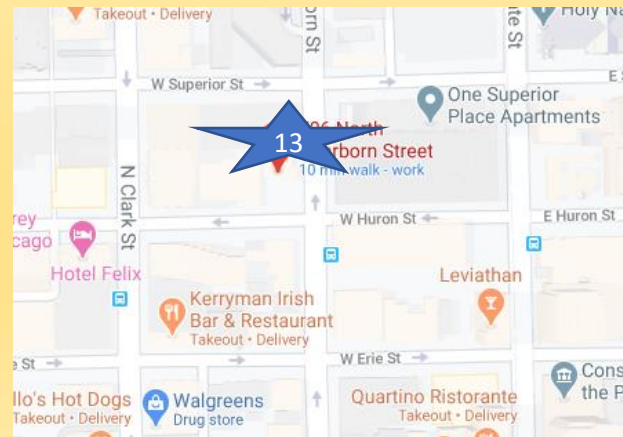 Takeout • Delivery
orn St
te St
Holy Na
W Superior St
One Superior
Place Apartments
North
13
rborn Street
10 min walk - work
N Clark St
W Huron St
E Huron St
rey
cago
Hotel Felix
Leviathan
Kerryman Irish
Bar & Restaurant
Takeout • Delivery
e St
W Erie St
Cons
the P
llo's Hot Dogs
Takeout • Delivery
Walgreens
Drug store
Quartino Ristorante
Takeout • Delivery